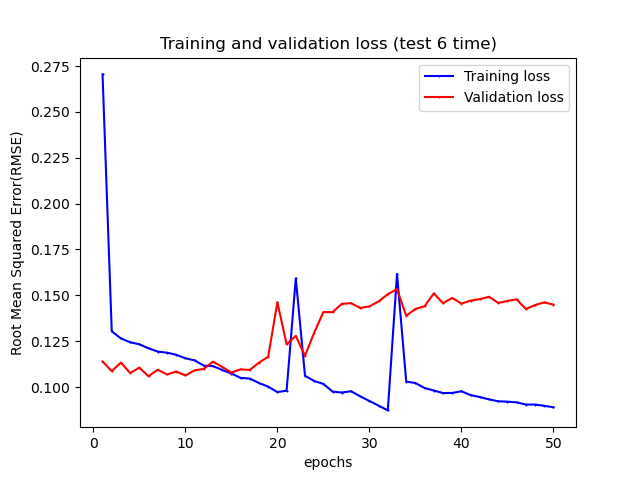 Training and validation loss (test 6 time)
Training loss
Validation loss
Root Mean Squared Error(RMSE)
0.275
0.250
0.225
0.200
0.175
0.150
0.125
0.100
0 10 20 30 40 50
epochs